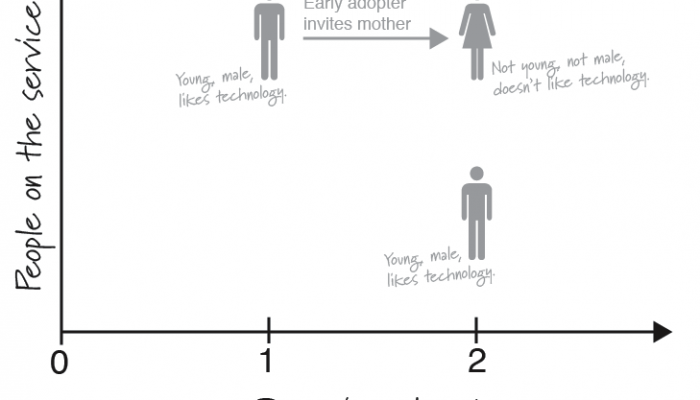 Early adopter
invites mother
Young, male,
likes technology.
Not young, not male,
doesn't like technology.
People on the service
Young, male,
likes technology.
0
1
2